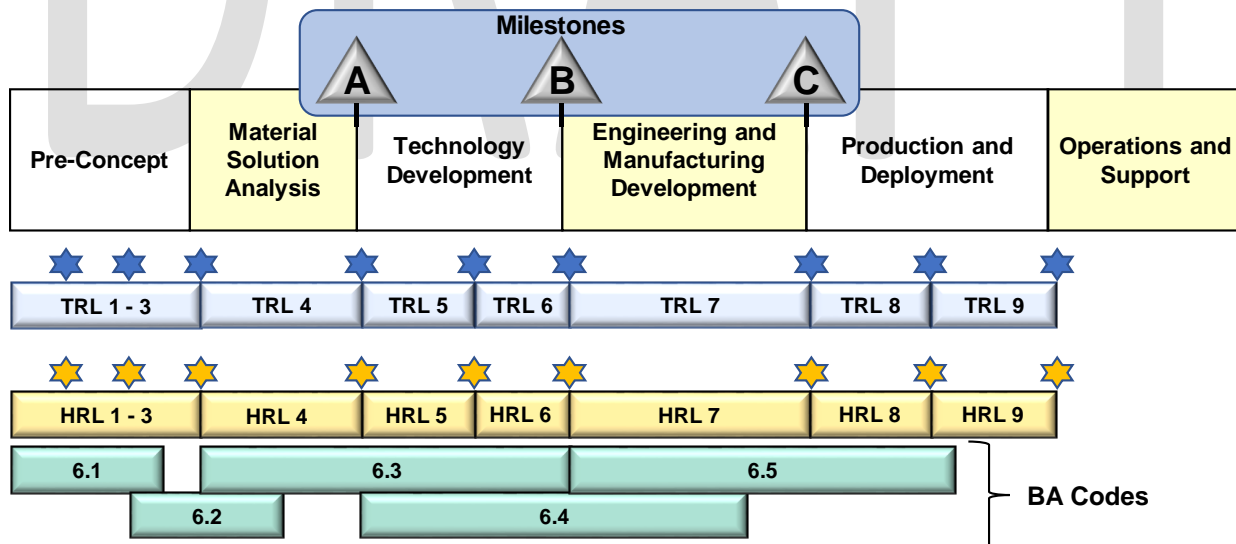 DRAFT
Milestones
A B C
Pre-Concept
Material
Solution
Analysis
Technology
Development
Engineering and
Manufacturing
Development
Production and
Deployment
Operations and
Support
TRL 1 - 3 TRL 4 TRL 5 TRL 6 TRL 7 TRL 8 TRL 9
HRL 1 - 3 HRL 4 HRL 5 HRL 6 HRL 7 HRL 8 HRL 9
6.1 6.3 6.5
6.2 6.4
BA Codes